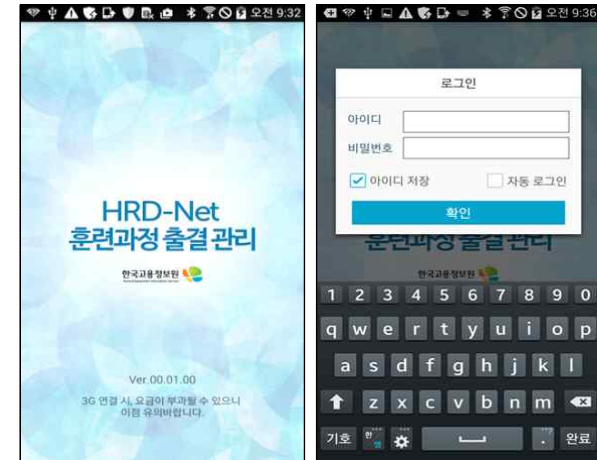 오전 9:32
HRD-Net
훈련과정 출결 관리
한국고용정보원
Ver.00.01.00
3G 연결 시, 요금이 부과될 수 있으니
이점 유의바랍니다.
오전 9:36
로그인
아이디
비밀번호
아이디 저장
자동 로그인
확인
훈련과정 출결 관리
한국고용정보원
1 2 3 4 5 6 7 8 9 0
q w e r t y u i o p
a s d f g h j k l
z x c v b n m
기호
한
.
완료